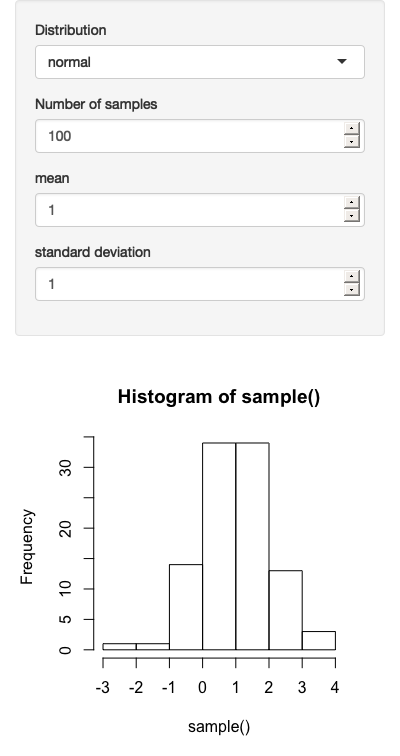 Distribution
normal
Number of samples
100
mean
1
standard deviation
1
Histogram of sample()
Frequency
30
20
10
5
0
-3 -2 -1 0 1 2 3 4
sample()